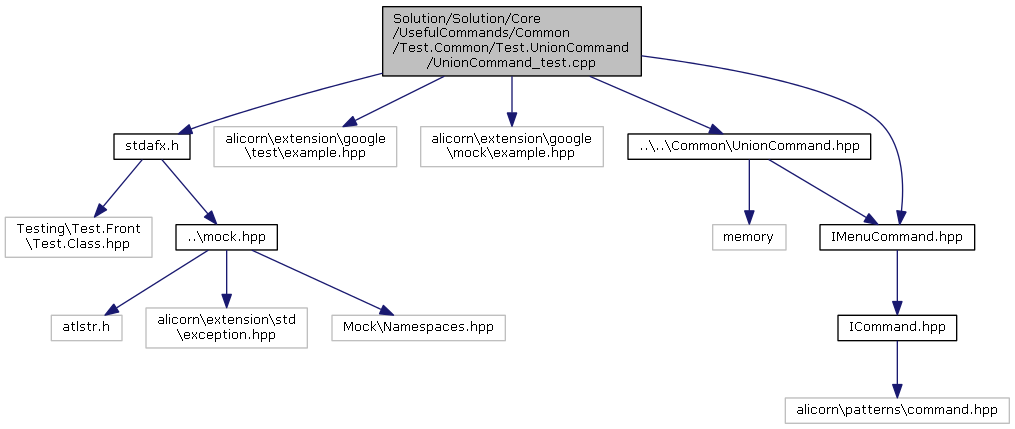 Solution/Solution/Core
/UsefulCommands/Common
/Test.Common/Test.UnionCommand
/UnionCommand_test.cpp
stdafx.h
alicorn\extension\google
\test\example.hpp
alicorn\extension\google
\mock\example.hpp
..\..\Common\UnionCommand.hpp
Testing\Test.Front
\Test.Class.hpp
..\mock.hpp
memory
IMenuCommand.hpp
atlstr.h
alicorn\extension\std
\exception.hpp
Mock\Namespaces.hpp
ICommand.hpp
alicorn\patterns\command.hpp